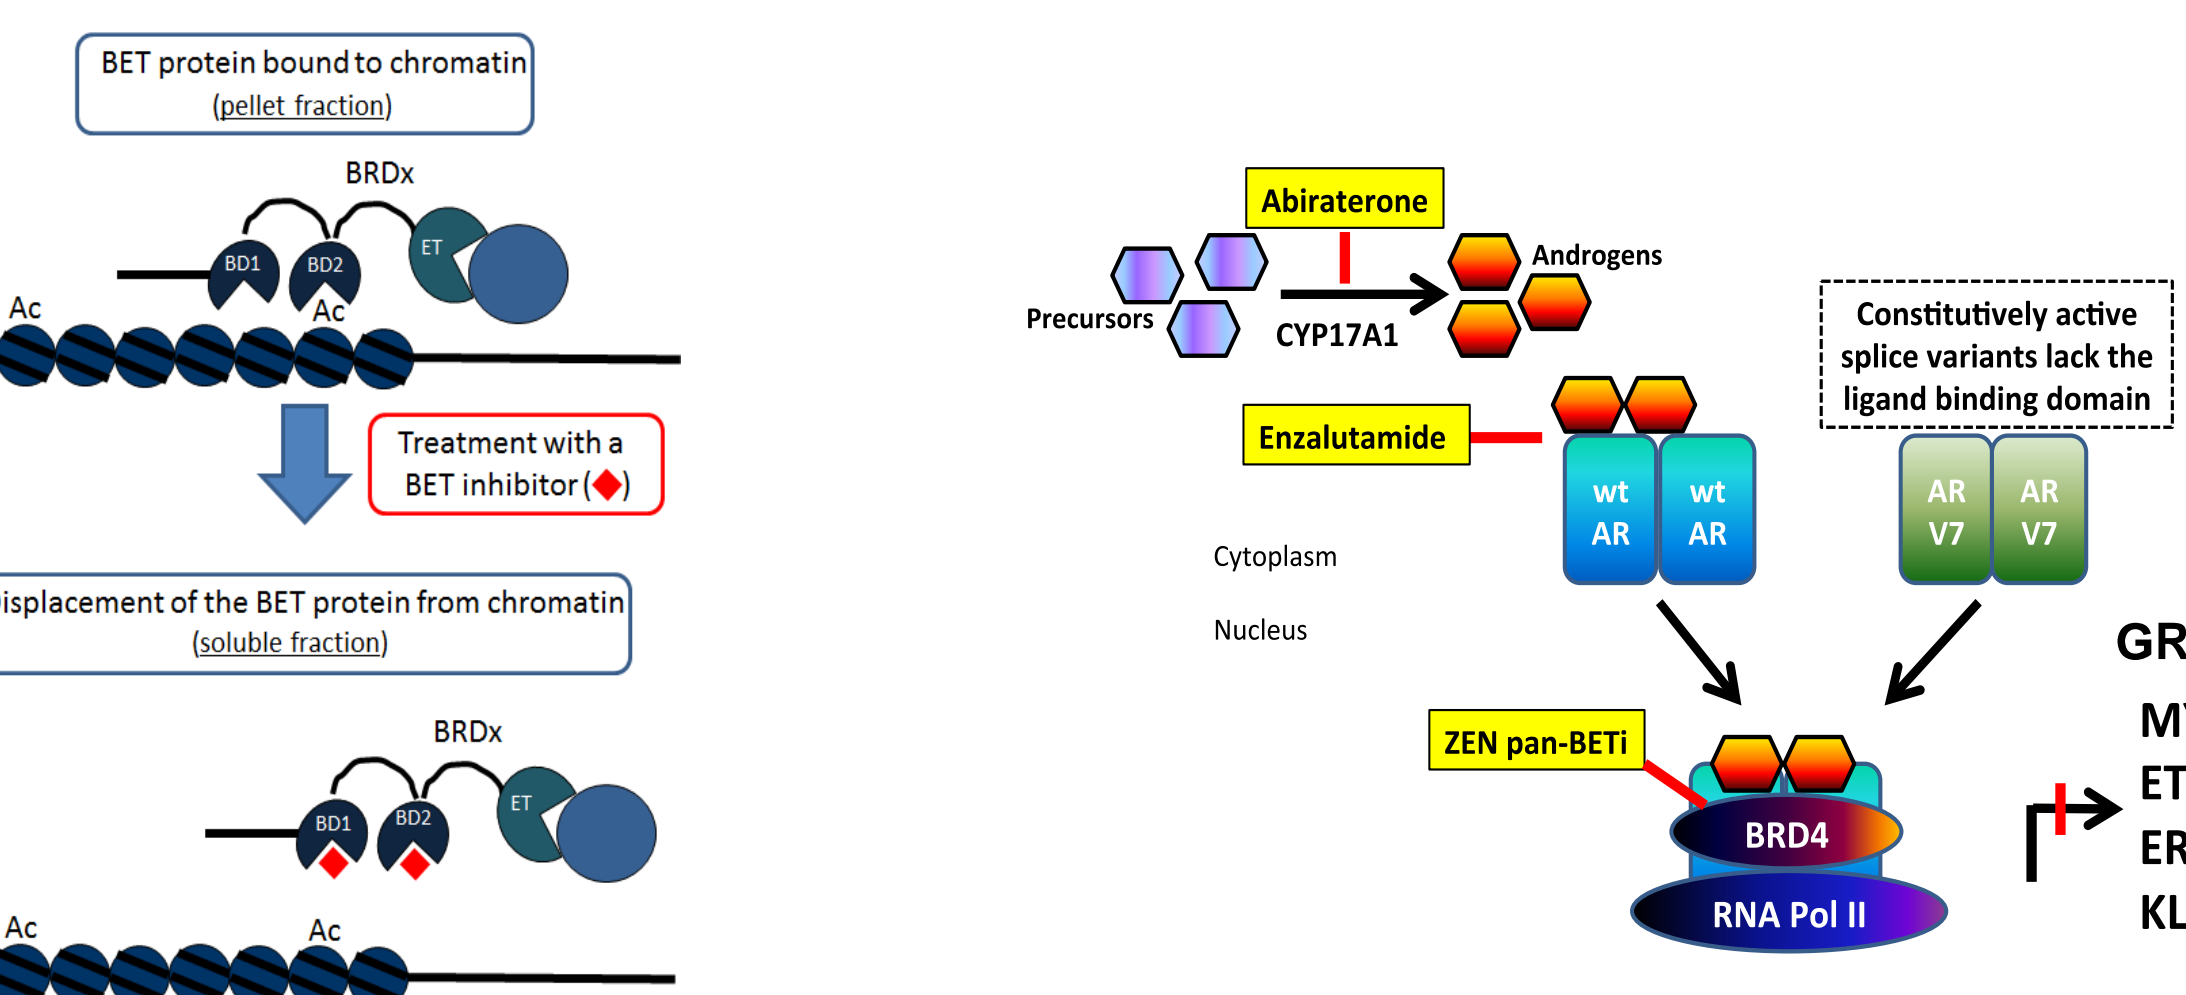 BET protein bound to chromatin
(pellet fraction)
BRDx
BD1
BD2
ET
Ac
Ac
Treatment with a
BET inhibitor ( )
isplacement of the BET protein from chromatin
(soluble fraction)
BRDx
BD1
BD2
ET
Ac
Ac
Abiraterone
Precursors
CYP17A1
Androgens
Constitutively active
splice variants lack the
ligand binding domain
Enzalutamide
wt
AR
wt
AR
AR
V7
AR
V7
Cytoplasm
Nucleus
ZEN pan-BETi
BRD4
RNA Pol II
GR
M
ET
ER
KL